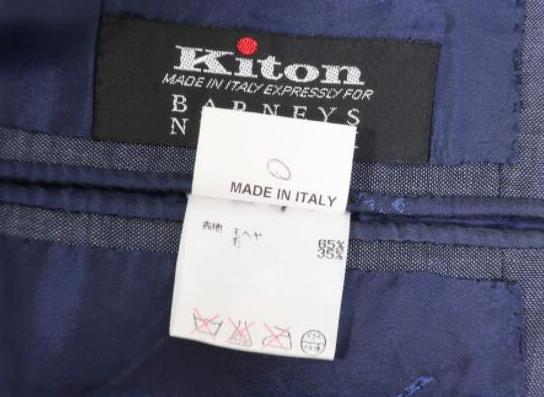 Kiton
MADE IN ITALY EXPRESSLY FOR
BARNEYS
N
MADE IN ITALY
表地 モヘヤ 65%
毛 35%